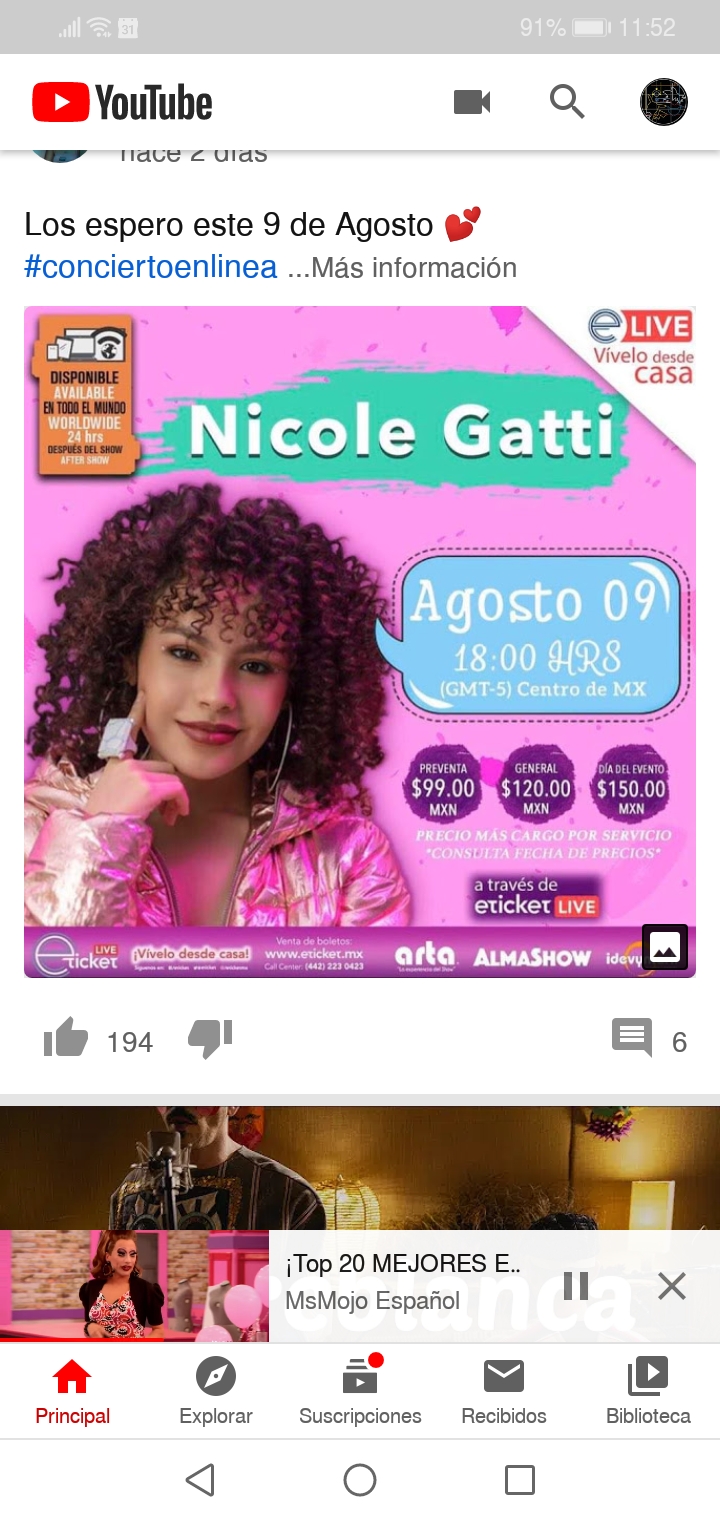 31
91%
11:52
YouTube
hace 2 días
Los espero este 9 de Agosto 💕
#conciertoenlinea ...Más información
e LIVE
Vívelo desde
casa
DISPONIBLE
AVAILABLE
EN TODO EL MUNDO
WORLDWIDE
24 hrs
DESPUÉS DEL SHOW
AFTER SHOW
Nicole Gatti
Agosto 09
18:00 HRS
(GMT-5) Centro de MX
PREVENTA
$99.00
MXN
GENERAL
$120.00
MXN
DÍA DEL EVENTO
$150.00
MXN
PRECIO MÁS CARGO POR SERVICIO
*CONSULTA FECHA DE PRECIOS*
a través de
eticket LIVE
eticket LIVE
¡Vívelo desde casa!
Venta de boletos:
www.eticket.mx
Call Center: (442) 223 0423
arta
ALMASHOW
194
6
¡Top 20 MEJORES E..
MsMojo Español
Principal
Explorar
Suscripciones
Recibidos
Biblioteca